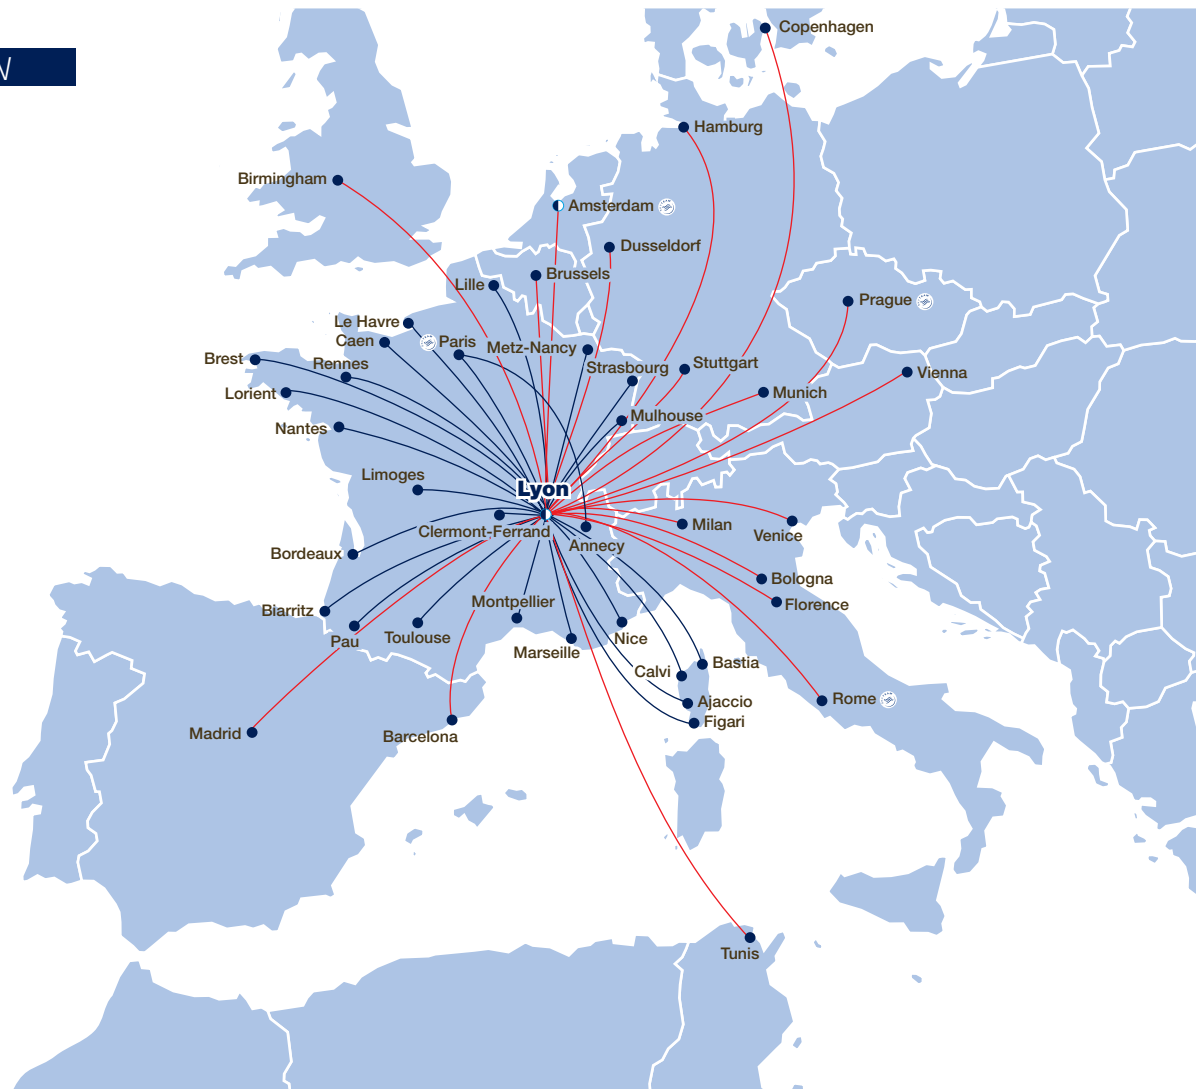 Copenhagen
Hamburg
Birmingham
Amsterdam
Dusseldorf
Brussels
Lille
Prague
Le Havre
Caen
Paris
Metz-Nancy
Brest
Rennes
Strasbourg
Stuttgart
Vienna
Lorient
Munich
Mulhouse
Nantes
Limoges
Lyon
Clermont-Ferrand
Annecy
Milan
Venice
Bordeaux
Bologna
Biarritz
Montpellier
Florence
Pau
Toulouse
Marseille
Nice
Calvi
Bastia
Ajaccio
Figari
Rome
Madrid
Barcelona
Tunis